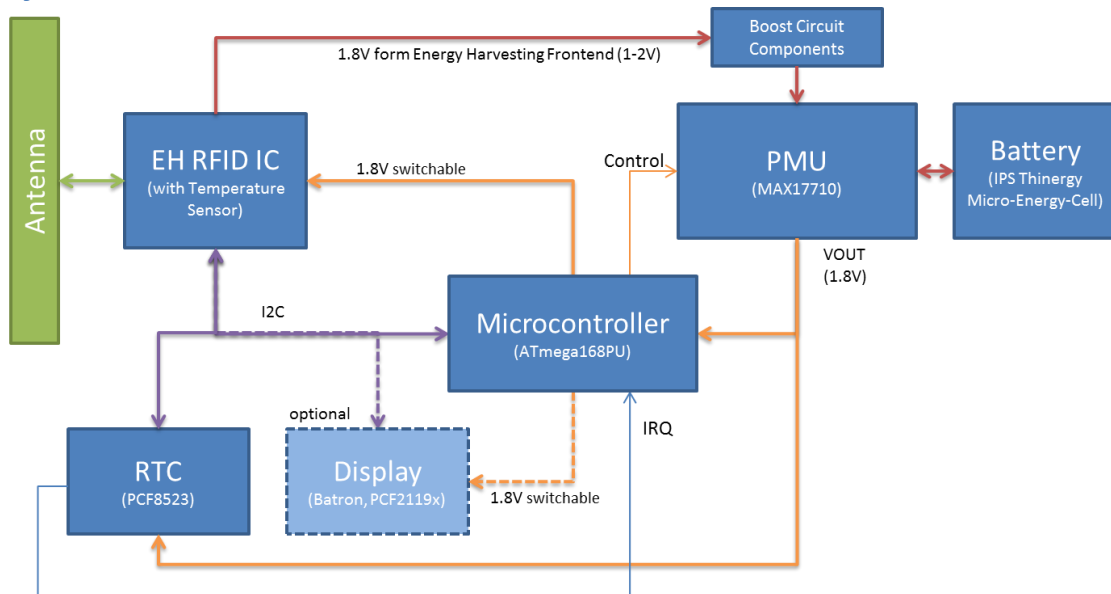 Boost Circuit
Components
1.8V form Energy Harvesting Frontend (1-2V)
Antenna
EH RFID IC
(with Temperature
Sensor)
1.8V switchable
Control
PMU
(MAX17710)
Battery
(IPS Thinergy
Micro-Energy-Cell)
VOUT
(1.8V)
I2C
Microcontroller
(ATmega168PU)
optional
IRQ
RTC
(PCF8523)
Display
(Batron, PCF2119x)
1.8V switchable